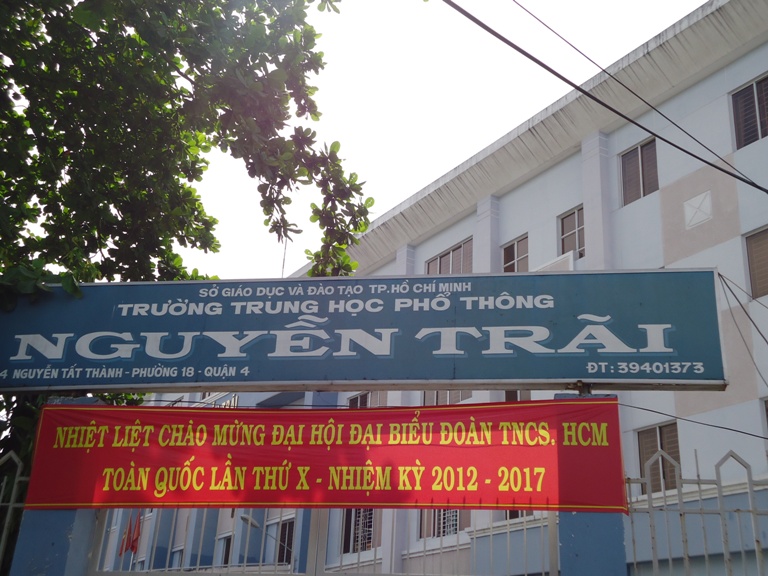 SỞ GIÁO DỤC VÀ ĐÀO TẠO TP.HỒ CHÍ MINH
TRƯỜNG TRUNG HỌC PHỔ THÔNG
NGUYỄN TRÃI
4 NGUYỄN TẤT THÀNH - PHƯỜNG 18 - QUẬN 4 ĐT: 39401373
NHIỆT LIỆT CHÀO MỪNG ĐẠI HỘI ĐẠI BIỂU ĐOÀN TNCS. HCM
TOÀN QUỐC LẦN THỨ X - NHIỆM KỲ 2012 - 2017